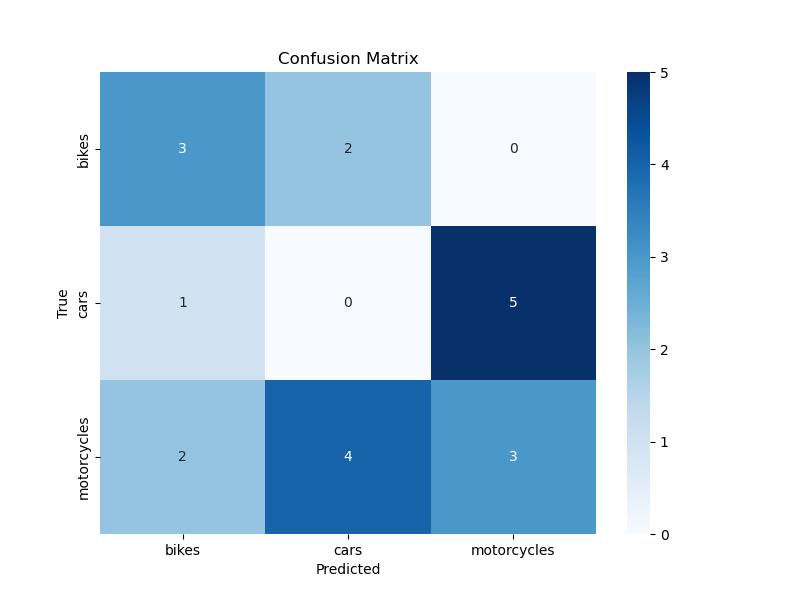 Confusion Matrix
bikes
3
2
0
True
cars
1
0
5
motorcycles
2
4
3
bikes
cars
motorcycles
Predicted
5
4
3
2
1
0